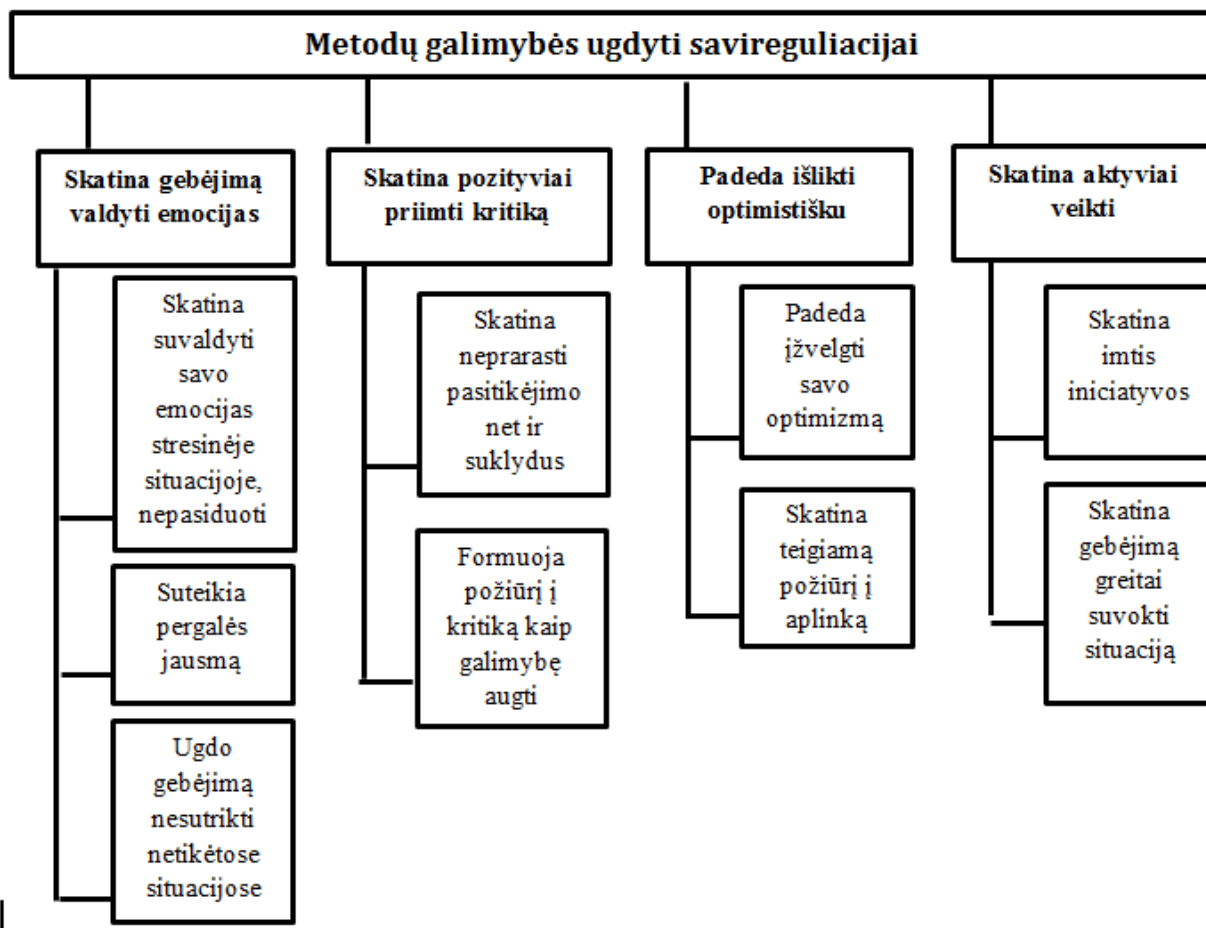 Metodų galimybės ugdyti savireguliacijai
Skatina gebėjimą
valdyti emocijas
Skatina
suvaldyti
savo
emocijas
stresinėje
situacijoje,
nepasiduoti
Suteikia
pergalės
jausmą
Ugdo
gebėjimą
nesutrikti
netikėtose
situacijose
Skatina pozityviai
priimti kritiką
Skatina
neprarasti
pasitikėjimo
net ir
suklydus
Formuoja
požiūrį į
kritiką kaip
galimybę
augti
Padeda išlikti
optimistišku
Padeda
įžvelgti
savo
optimizmą
Skatina
teigiamą
požiūrį į
aplinką
Skatina aktyviai
veikti
Skatina
imtis
iniciatyvos
Skatina
gebėjimą
greitai
suvokti
situaciją